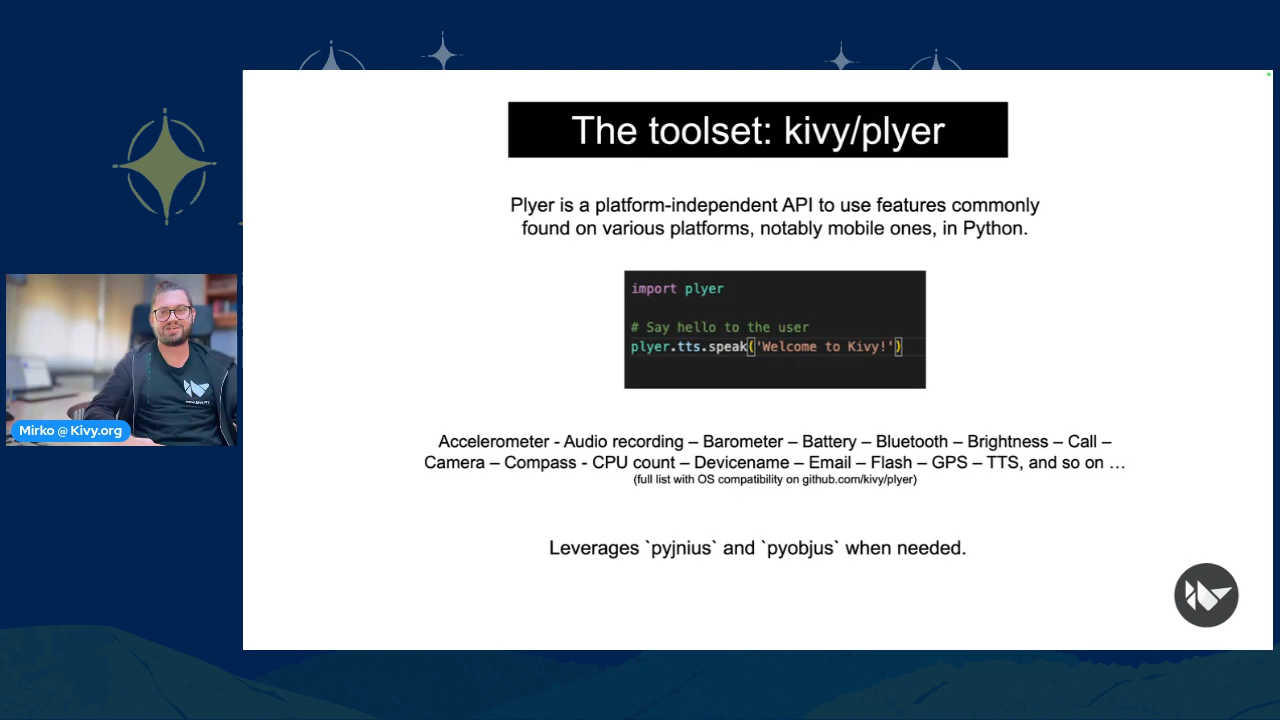 The toolset: kivy/plyer
Plyer is a platform-independent API to use features commonly
found on various platforms, notably mobile ones, in Python.
import plyer
# Say hello to the user
plyer.tts.speak('Welcome to Kivy!')
Mirko @ Kivy.org
Accelerometer - Audio recording – Barometer – Battery – Bluetooth – Brightness – Call –
Camera – Compass - CPU count – Devicename – Email – Flash – GPS – TTS, and so on …
(full list with OS compatibility on github.com/kivy/plyer)
Leverages `pyjnius` and `pyobjus` when needed.